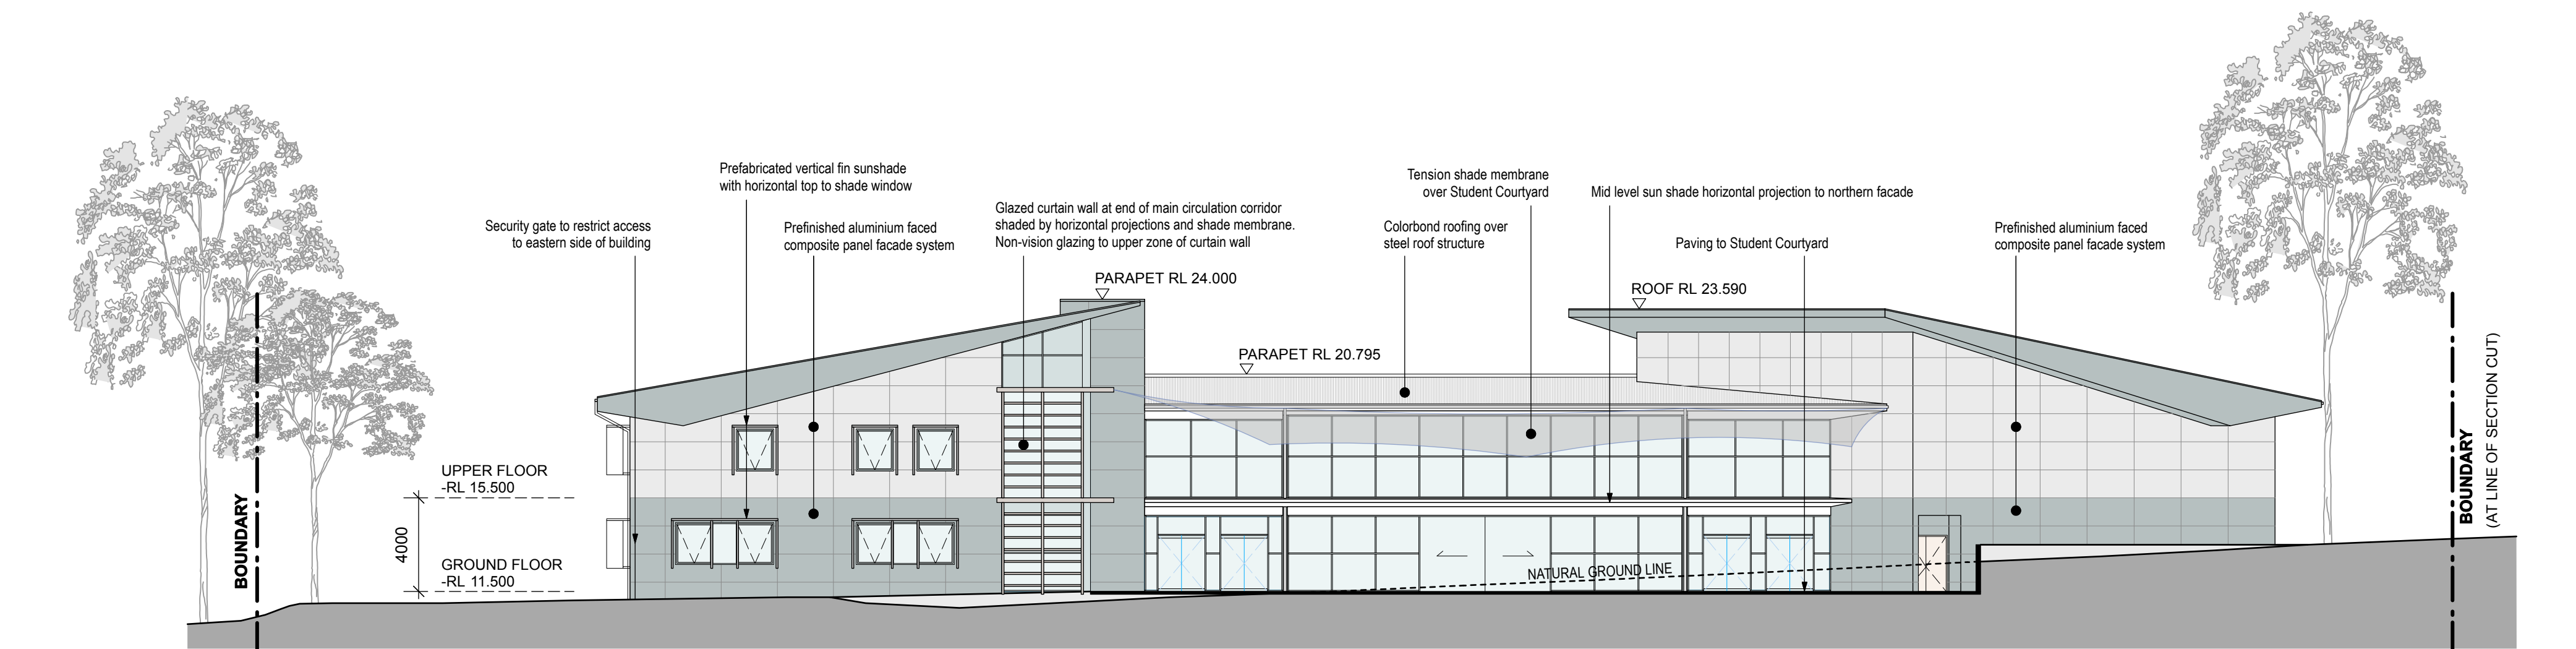 Prefabricated vertical fin sunshade
with horizontal top to shade window
Security gate to restrict access
to eastern side of building
Prefinished aluminium faced
composite panel facade system
Glazed curtain wall at end of main circulation corridor
shaded by horizontal projections and shade membrane.
Non-vision glazing to upper zone of curtain wall
Tension shade membrane
over Student Courtyard
Colorbond roofing over
steel roof structure
Mid level sun shade horizontal projection to northern facade
Paving to Student Courtyard
Prefinished aluminium faced
composite panel facade system
PARAPET RL 24.000
ROOF RL 23.590
PARAPET RL 20.795
UPPER FLOOR
-RL 15.500
4000
GROUND FLOOR
-RL 11.500
BOUNDARY
NATURAL GROUND LINE
BOUNDARY
(AT LINE OF SECTION CUT)